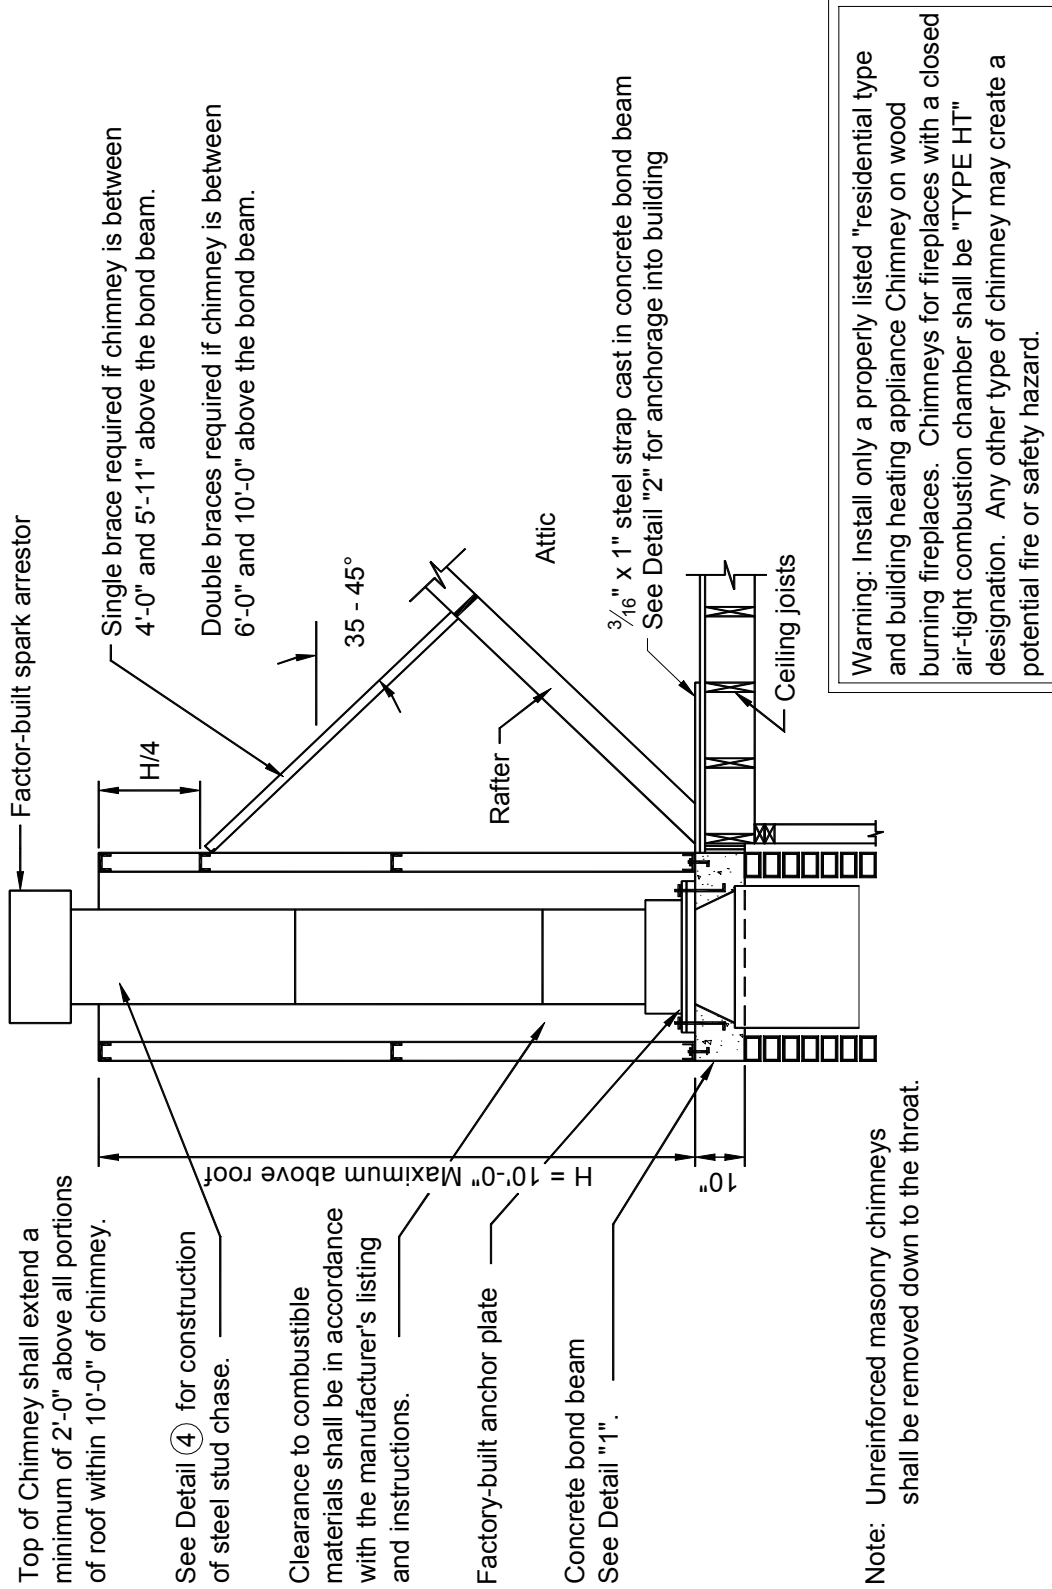 Top of Chimney shall extend a
minimum of 2'-0" above all portions
of roof within 10'-0" of chimney.
See Detail 4 for construction
of steel stud chase.
Clearance to combustible
materials shall be in accordance
with the manufacturer's listing
and instructions.
Factory-built anchor plate
Concrete bond beam
See Detail "1".
Note: Unreinforced masonry chimneys
shall be removed down to the throat.
H = 10'-0" Maximum above roof
10"
Factor-built spark arrestor
H/4
Single brace required if chimney is between
4'-0" and 5'-11" above the bond beam.
Double braces required if chimney is between
6'-0" and 10'-0" above the bond beam.
35 - 45°
Rafter
Attic
3/16" x 1" steel strap cast in concrete bond beam
See Detail "2" for anchorage into building
Ceiling joists
Warning: Install only a properly listed "residential type
and building heating appliance Chimney on wood
burning fireplaces. Chimneys for fireplaces with a closed
air-tight combustion chamber shall be "TYPE HT"
designation. Any other type of chimney may create a
potential fire or safety hazard.